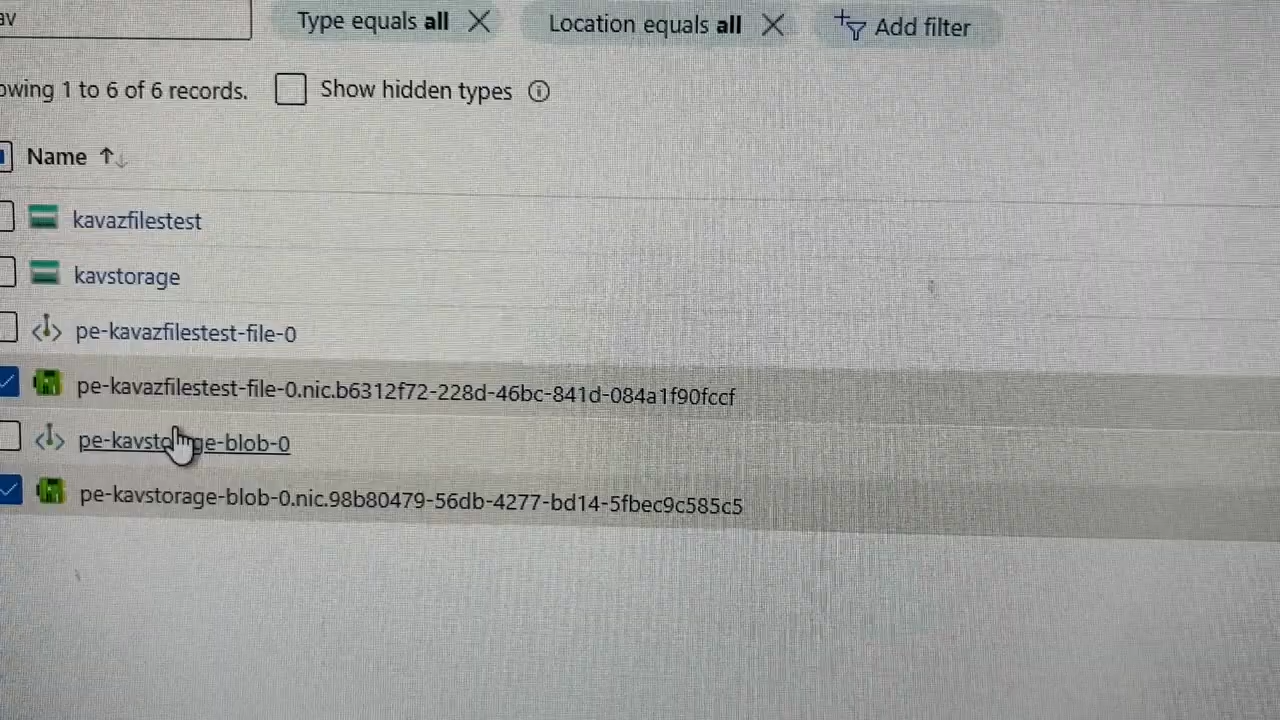 av
Type equals all
Location equals all
Add filter
owing 1 to 6 of 6 records.
Show hidden types
Name
kavazfilestest
kavstorage
pe-kavazfilestest-file-0
pe-kavazfilestest-file-0.nic.b6312f72-228d-46bc-841d-084a1f90fccf
pe-kavstorage-blob-0
pe-kavstorage-blob-0.nic.98b80479-56db-4277-bd14-5fbec9c585c5